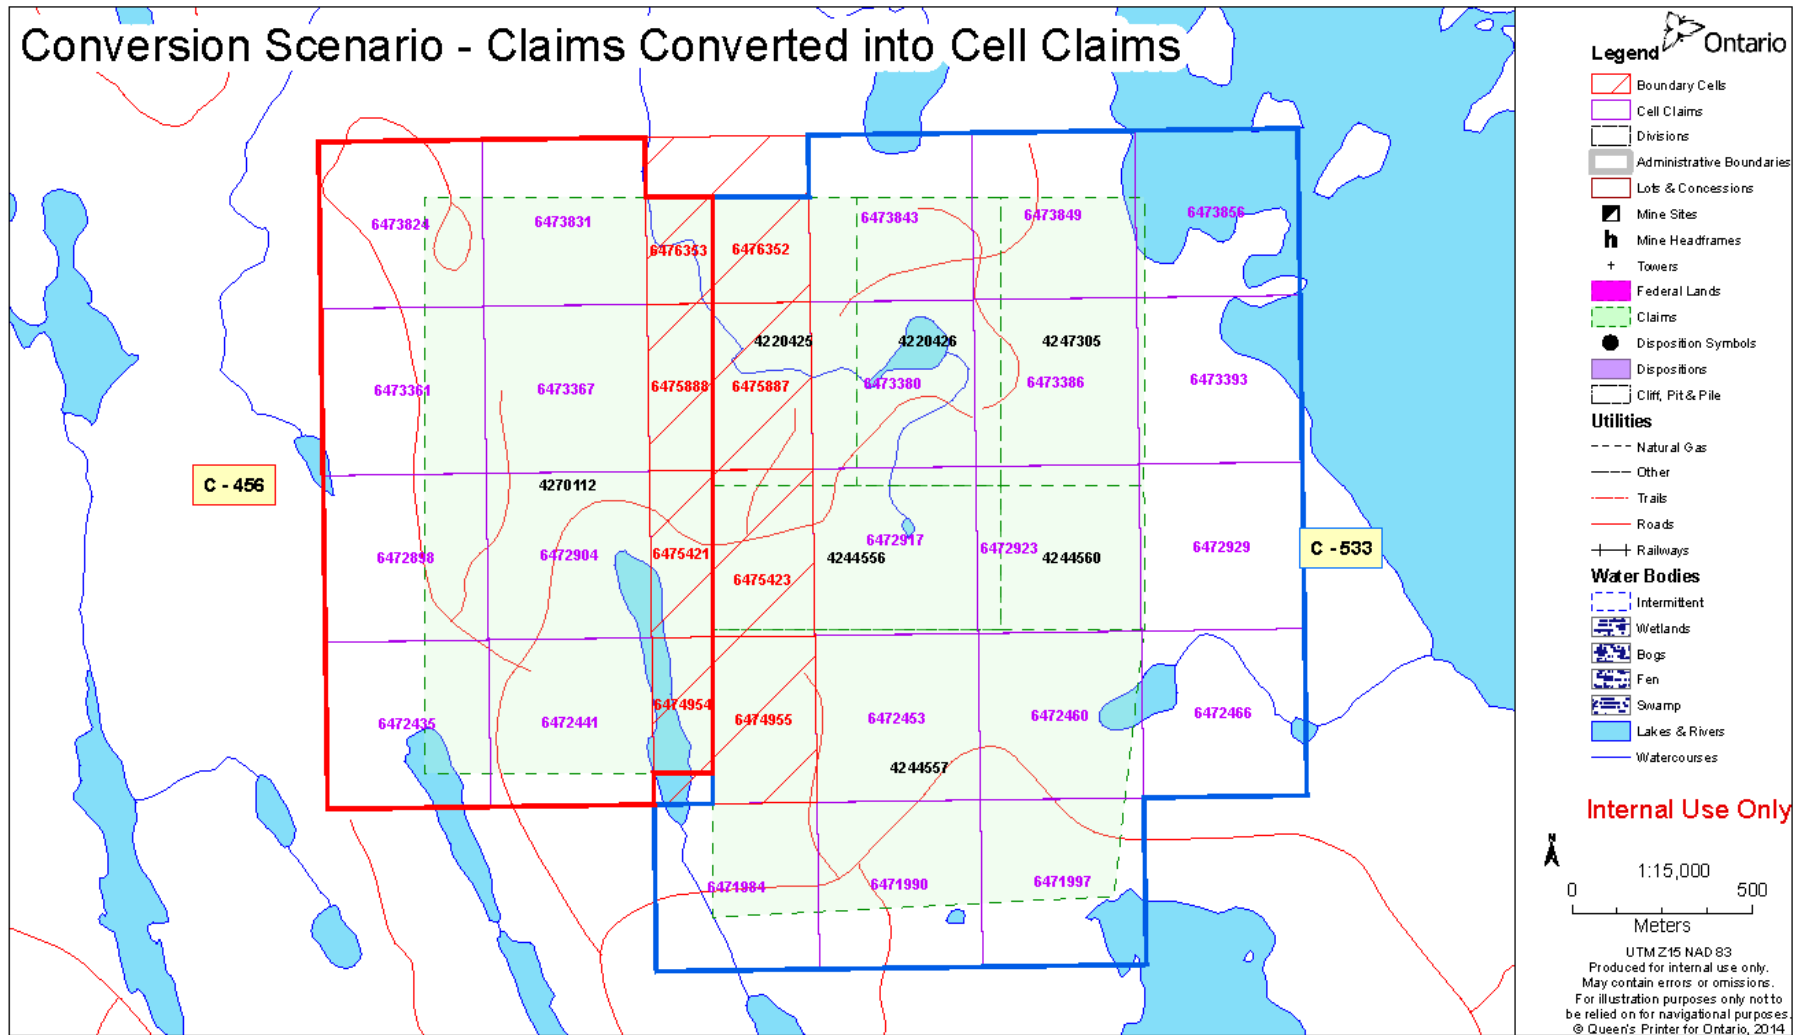 Conversion Scenario - Claims Converted into Cell Claims
6473824
6473831
6476353
6476352
6473843
6473849
6473856
4220425
4220426
4247305
6473361
6473367
6475888
6475887
6473380
6473386
6473393
C - 456
4270112
6472898
6472904
6475421
6475423
4244556
6472917
6472923
4244560
6472929
C - 533
6472435
6472441
6474954
6474955
6472453
6472460
6472466
4244557
6471984
6471990
6471997
Ontario
Legend
Boundary Cells
Cell Claims
Divisions
Administrative Boundaries
Lots & Concessions
Mine Sites
Mine Headframes
Towers
Federal Lands
Claims
Disposition Symbols
Dispositions
Cliff, Pit & Pile
Utilities
Natural Gas
Other
Trails
Roads
Railways
Water Bodies
Intermittent
Wetlands
Bogs
Fen
Swamp
Lakes & Rivers
Watercourses
Internal Use Only
N
1:15,000
0 500
Meters
UTM Z15 NAD 83
Produced for internal use only.
May contain errors or omissions.
For illustration purposes only not to
be relied on for navigational purposes.
© Queen's Printer for Ontario, 2014